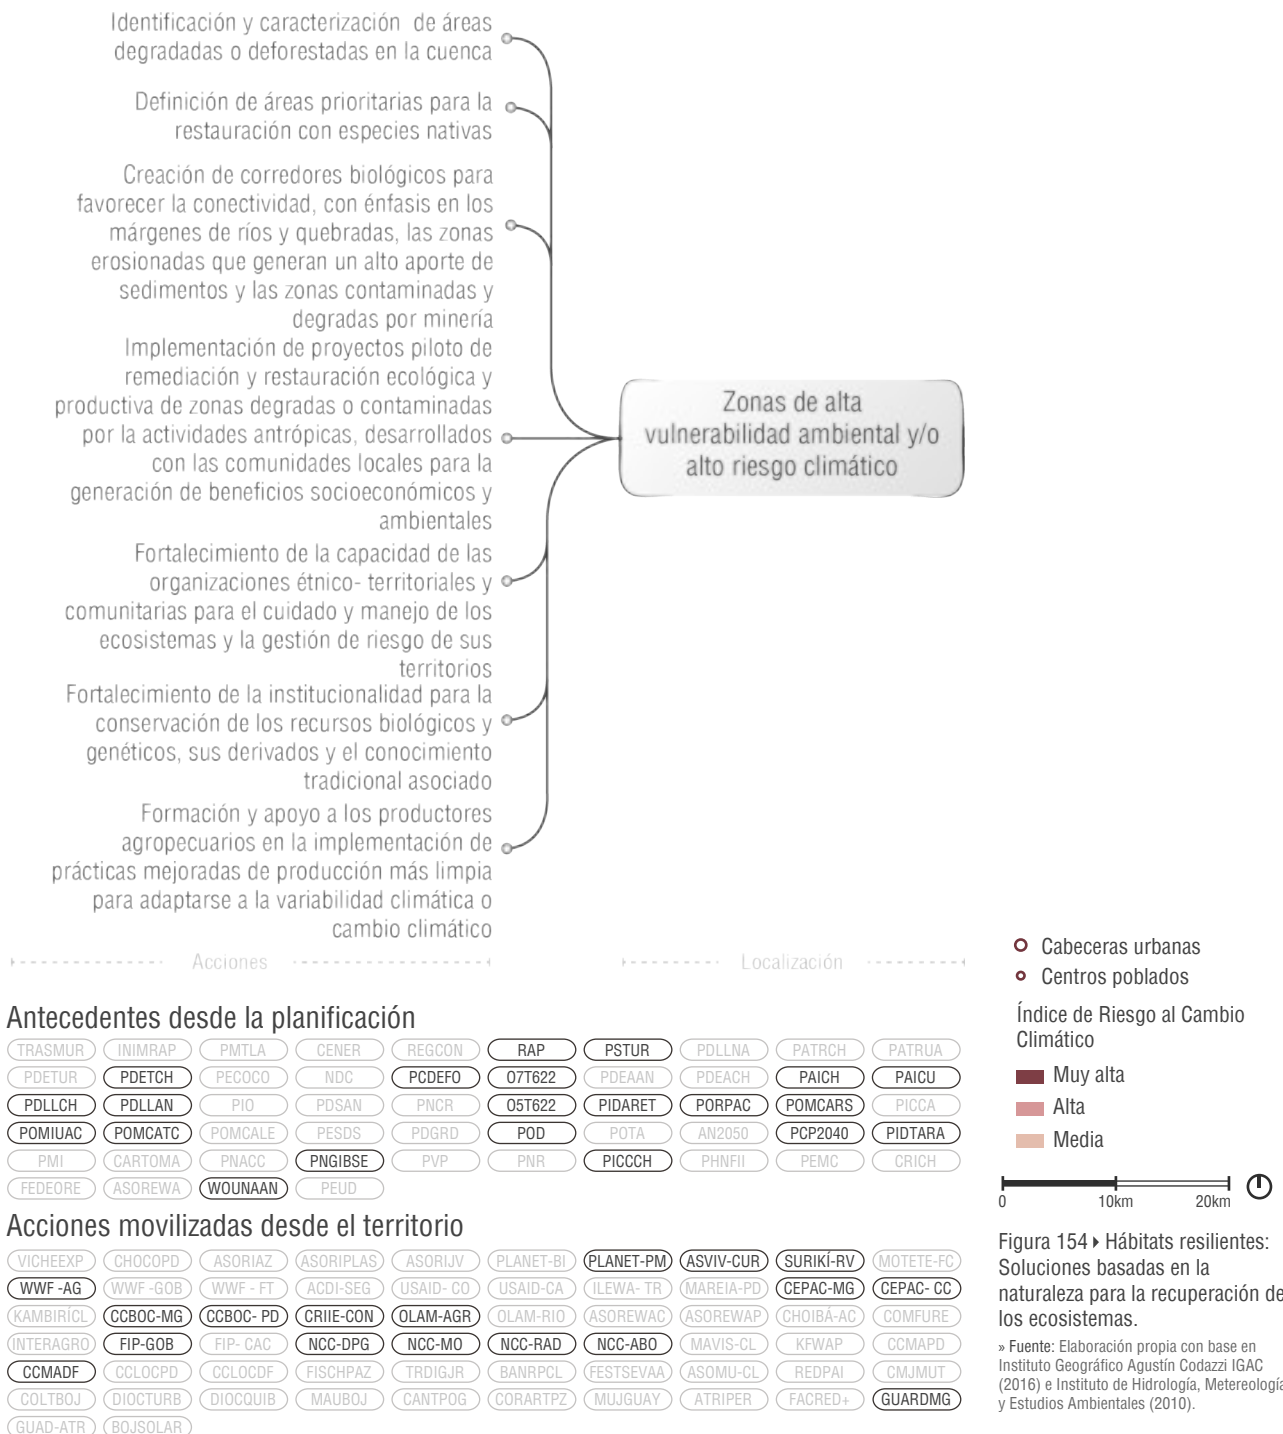 Identificación y caracterización de áreas
degradadas o deforestadas en la cuenca
Definición de áreas prioritarias para la
restauración con especies nativas
Creación de corredores biológicos para
favorecer la conectividad, con énfasis en los
márgenes de ríos y quebradas, las zonas
erosionadas que generan un alto aporte de
sedimentos y las zonas contaminadas y
degradas por minería
Implementación de proyectos piloto de
remediación y restauración ecológica y
productiva de zonas degradas o contaminadas
por la actividades antrópicas, desarrollados
con las comunidades locales para la
generación de beneficios socioeconómicos y
ambientales
Fortalecimiento de la capacidad de las
organizaciones étnico- territoriales y
comunitarias para el cuidado y manejo de los
ecosistemas y la gestión de riesgo de sus
territorios
Fortalecimiento de la institucionalidad para la
conservación de los recursos biológicos y
genéticos, sus derivados y el conocimiento
tradicional asociado
Formación y apoyo a los productores
agropecuarios en la implementación de
prácticas mejoradas de producción más limpia
para adaptarse a la variabilidad climática o
cambio climático
Zonas de alta
vulnerabilidad ambiental y/o
alto riesgo climático
Acciones
Localización
Antecedentes desde la planificación
TRASMUR INIMRAP PMTLA CENER REGCON RAP PSTUR PDLLNA PATRCH PATRUA
PDETUR PDETCH PECOCO NDC PCDEFO O7T622 PDEAAN PDEACH PAICH PAICU
PDLLCH PDLLAN PIO PDSAN PNCR O5T622 PIDARET PORPAC POMCARS PICCA
POMIUAC POMCATC POMCALE PESDS PDGRD POD POTA AN2050 PCP2040 PIDTARA
PMI CARTOMA PNACC PNGIBSE PVP PNR PICCCH PHNFII PEMC CRICH
FEDEORE ASOREWA WOUNAAN PEUD
Acciones movilizadas desde el territorio
VICHEEXP CHOCOPD ASORIAZ ASORIPLAS ASORIJV PLANET-BI PLANET-PM ASVIV-CUR SURIKÍ-RV MOTETE-FC
WWF -AG WWF -GOB WWF - FT ACDI-SEG USAID- CO USAID-CA ILEWA- TR MAREIA-PD CEPAC-MG CEPAC- CC
KAMBIRÍCL CCBOC-MG CCBOC- PD CRIIE-CON OLAM-AGR OLAM-RIO ASOREWAC ASOREWAP CHOIBÁ-AC COMFURE
INTERAGRO FIP-GOB FIP- CAC NCC-DPG NCC-MO NCC-RAD NCC-ABO MAVIS-CL KFWAP CCMAPD
CCMADF CCLOCPD CCLOCDF FISCHPAZ TRDIGJR BANRPCL FESTSEVAA ASOMU-CL REDPAI CMJMUT
COLTBOJ DIOCTURB DIOCQUIB MAUBOJ CANTPOG CORARTPZ MUJGUAY ATRIPER FACRED+ GUARDMG
GUAD-ATR BOJSOLAR
Cabeceras urbanas
Centros poblados
Índice de Riesgo al Cambio
Climático
Muy alta
Alta
Media
0 10km 20km
Figura 154 ▸ Hábitats resilientes:
Soluciones basadas en la
naturaleza para la recuperación de
los ecosistemas.
» Fuente: Elaboración propia con base en
Instituto Geográfico Agustín Codazzi IGAC
(2016) e Instituto de Hidrología, Metereología
y Estudios Ambientales (2010).